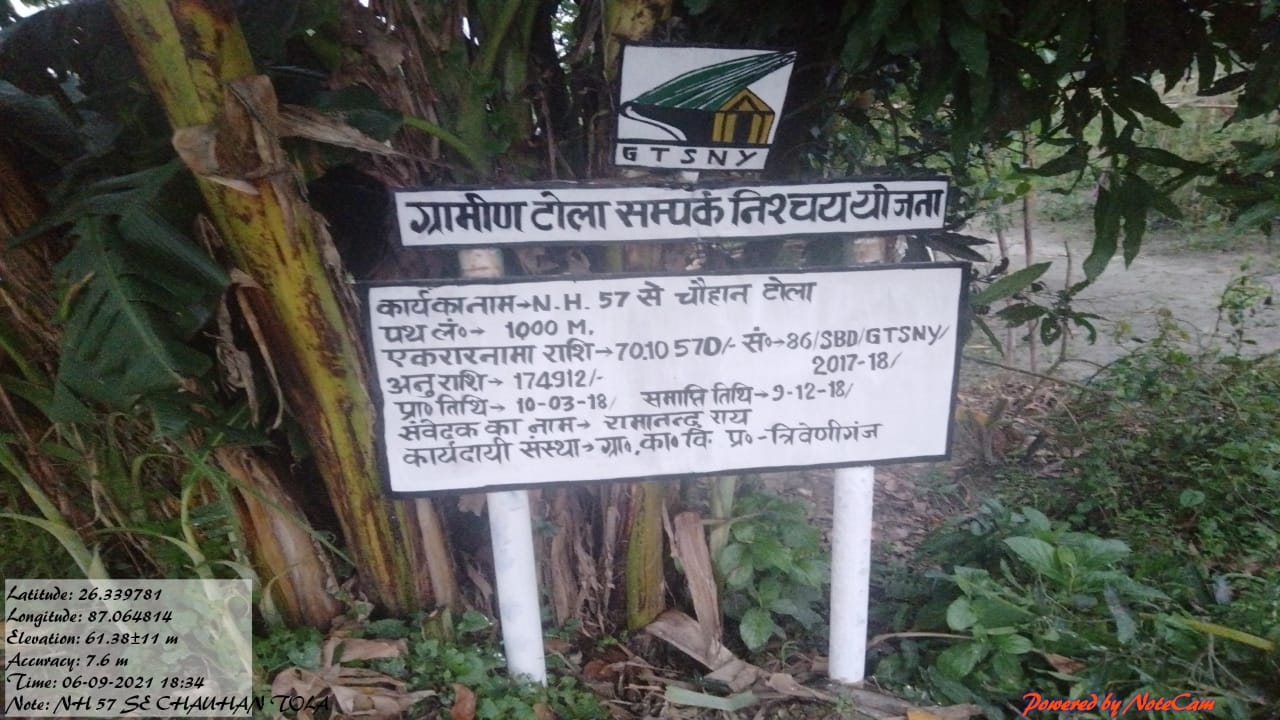 GTSNY
ग्रामीण टोला सम्पर्क निश्चय योजना
कार्य का नाम→N.H. 57 से चौहान टोला
पथ लं०→ 1000 M.
एकरारनामा राशि→7010570/- सं०→86/SBD/GTSNY/
2017-18/
अनु राशि→ 174912/-
प्रा० तिथि→ 10-03-18/ समाप्ति तिथि→9-12-18/
संवेदक का नाम→ रामानन्द राय
कार्यदायी संस्था→ग्रा०.का० वि० प्र०-त्रिवेणीगंज
Latitude: 26.339781
Longitude: 87.064814
Elevation: 61.38±11 m
Accuracy: 7.6 m
Time: 06-09-2021 18:34
Note: NH 57 SE CHAUHAN TOLA
Powered by NoteCam